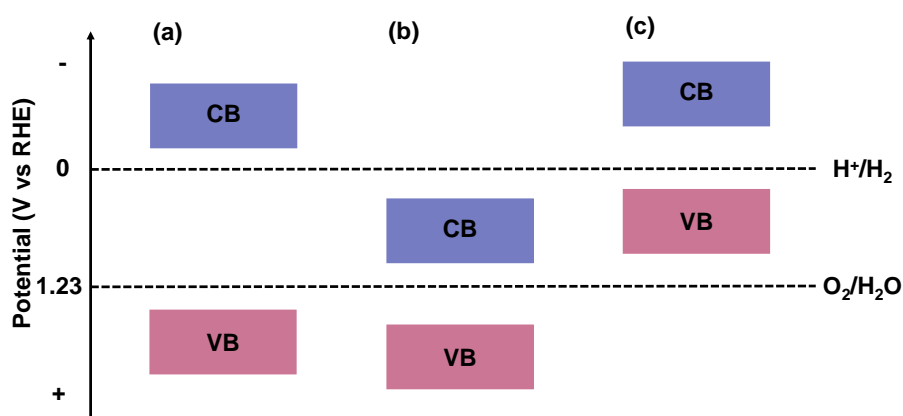 (a)
(b)
(c)
-
CB
CB
0
H⁺/H₂
VB
CB
1.23
O₂/H₂O
VB
VB
+
Potential (V vs RHE)